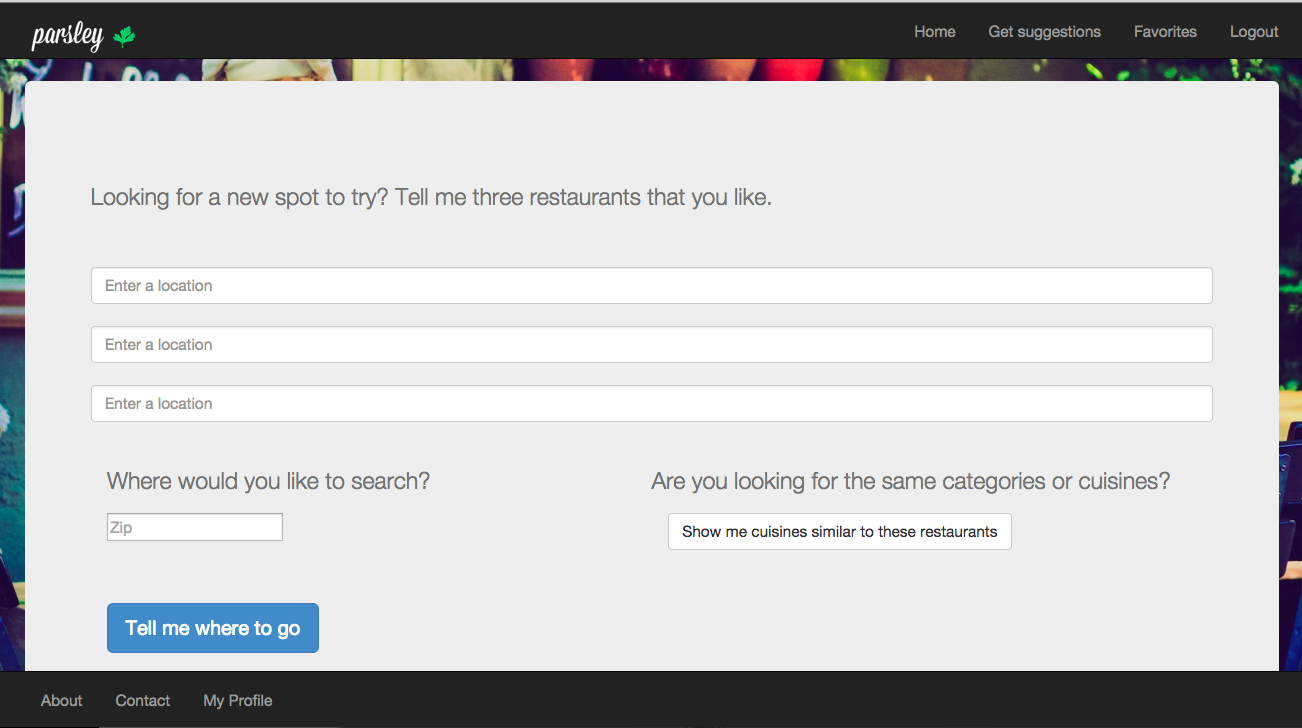 parsley
Home Get suggestions Favorites Logout
Looking for a new spot to try? Tell me three restaurants that you like.
Enter a location
Enter a location
Enter a location
Where would you like to search?
Zip
Are you looking for the same categories or cuisines?
Show me cuisines similar to these restaurants
Tell me where to go
About Contact My Profile